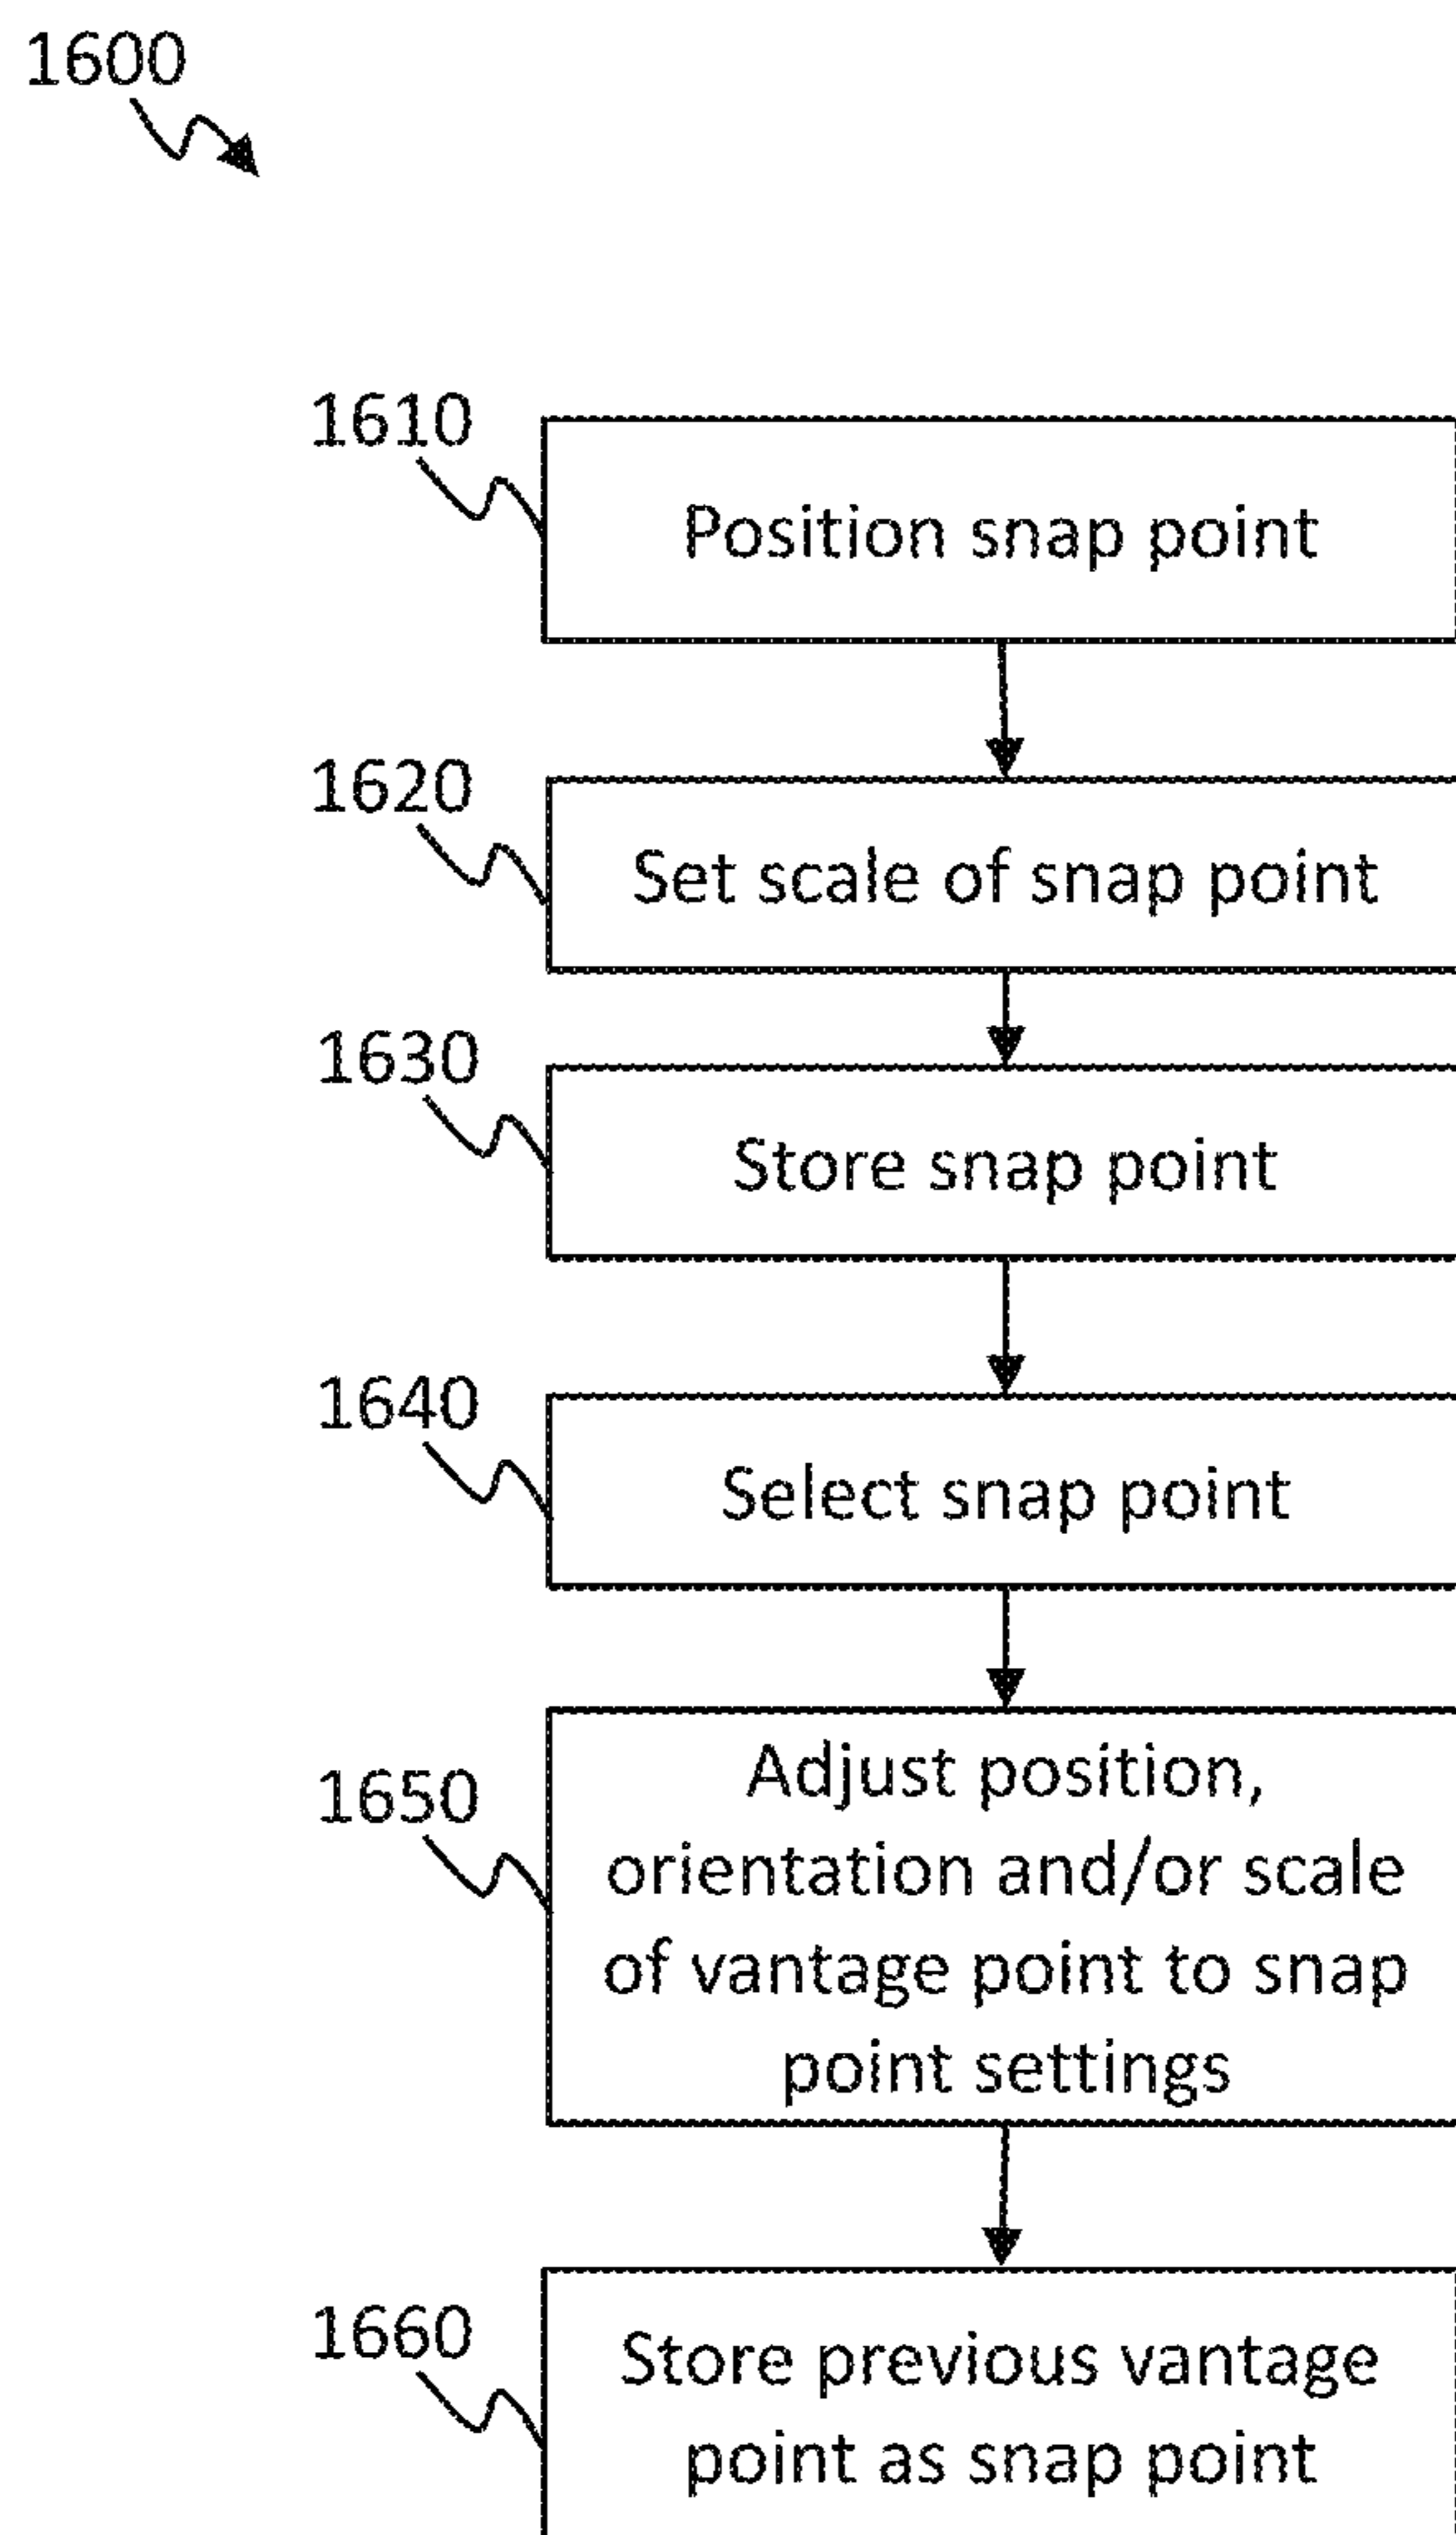 1600
1610
Position snap point
1620
Set scale of snap point
1630
Store snap point
1640
Select snap point
1650
Adjust position,
orientation and/or scale
of vantage point to snap
point settings
1660
Store previous vantage
point as snap point